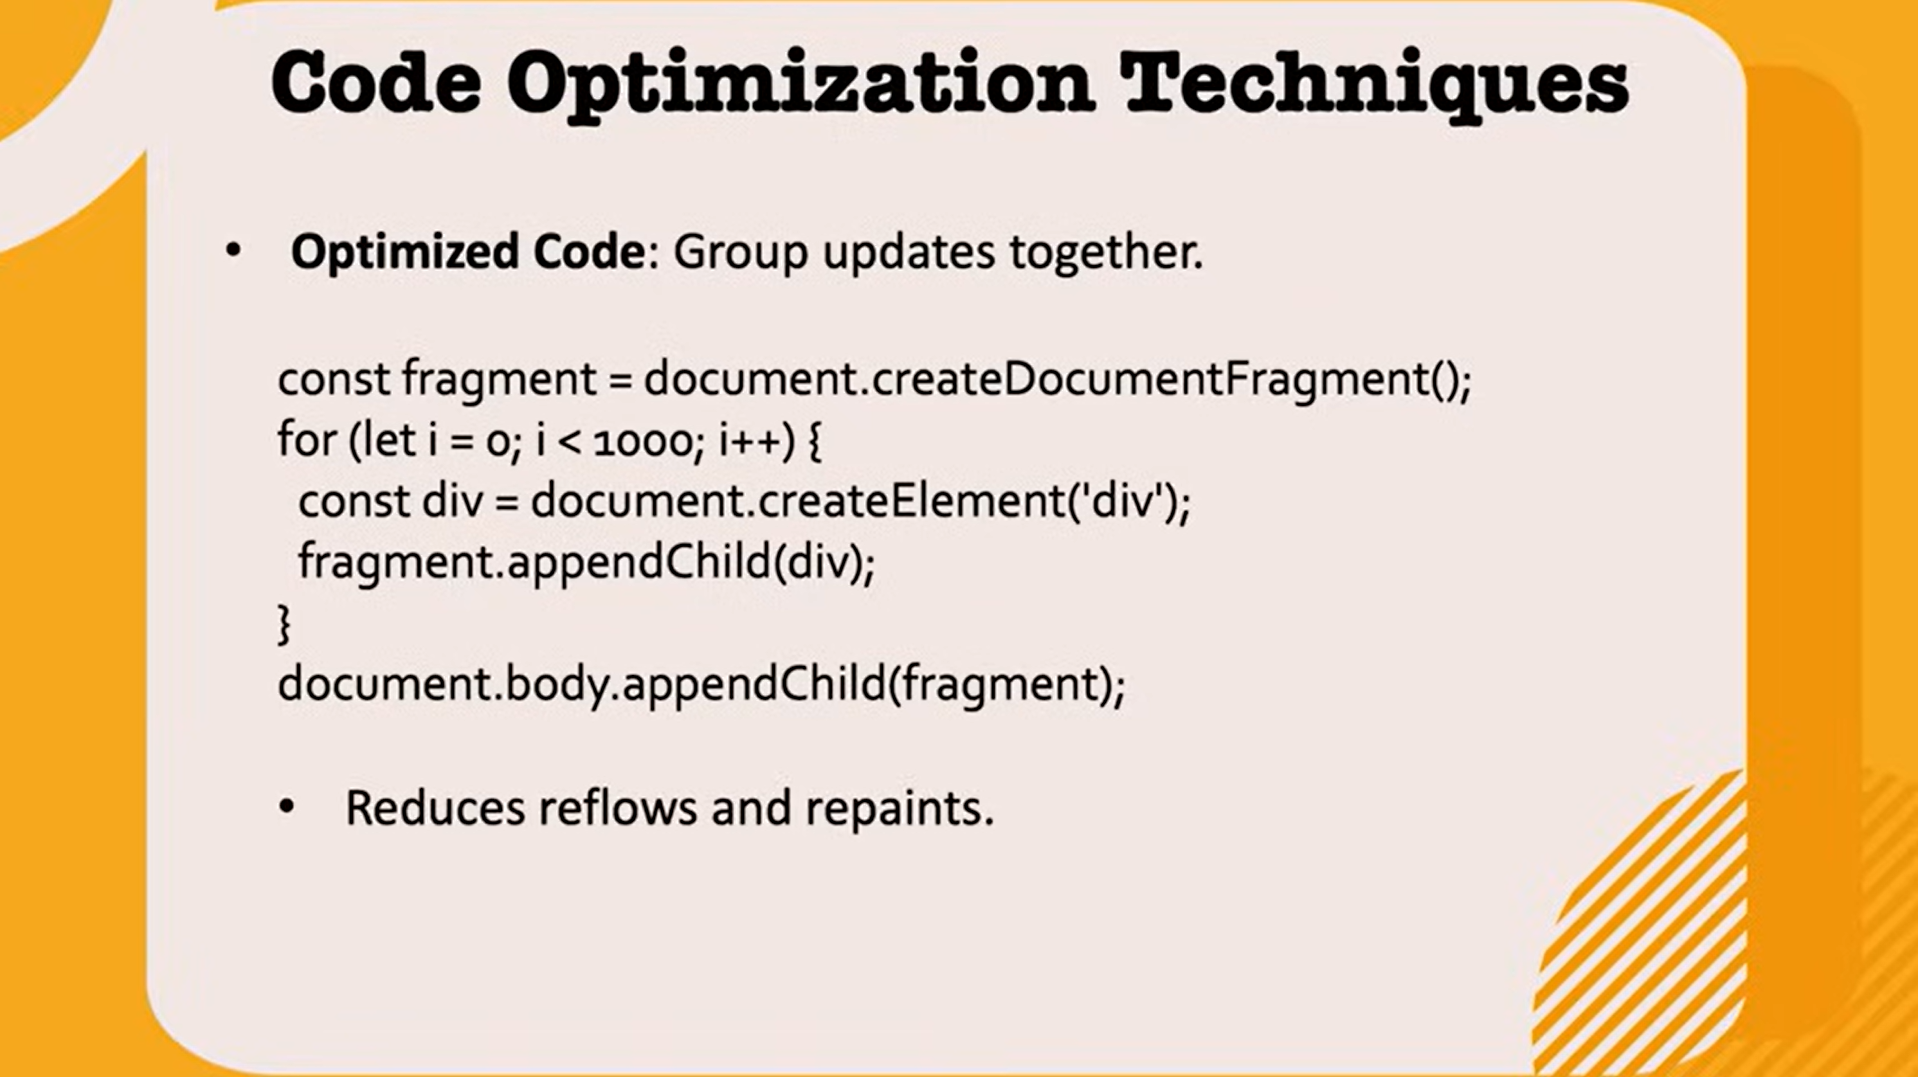 Code Optimization Techniques
• Optimized Code: Group updates together.
const fragment = document.createDocumentFragment();
for (let i = 0; i < 1000; i++) {
const div = document.createElement('div');
fragment.appendChild(div);
}
document.body.appendChild(fragment);
• Reduces reflows and repaints.